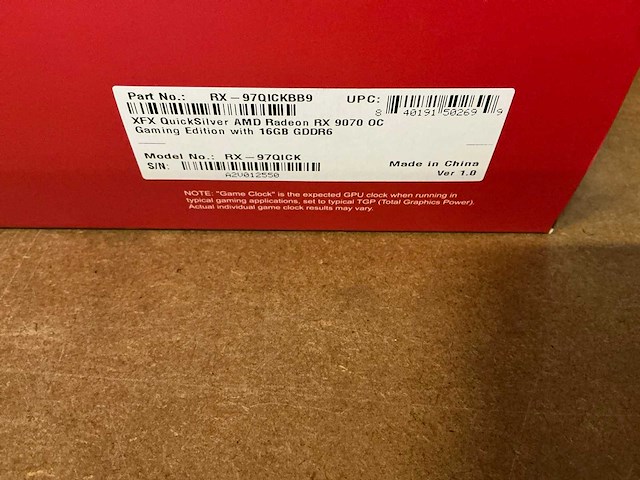 Part No.: RX-97QICKBB9 UPC:
8 40191 50269 9
XFX QuickSilver AMD Radeon RX 9070 OC
Gaming Edition with 16GB GDDR6
Model No.: RX-97QICK Made in China
S/N: Ver 1.0
A2V012550
NOTE: "Game Clock" is the expected GPU clock when running in
typical gaming applications, set to typical TGP (Total Graphics Power).
Actual individual game clock results may vary.